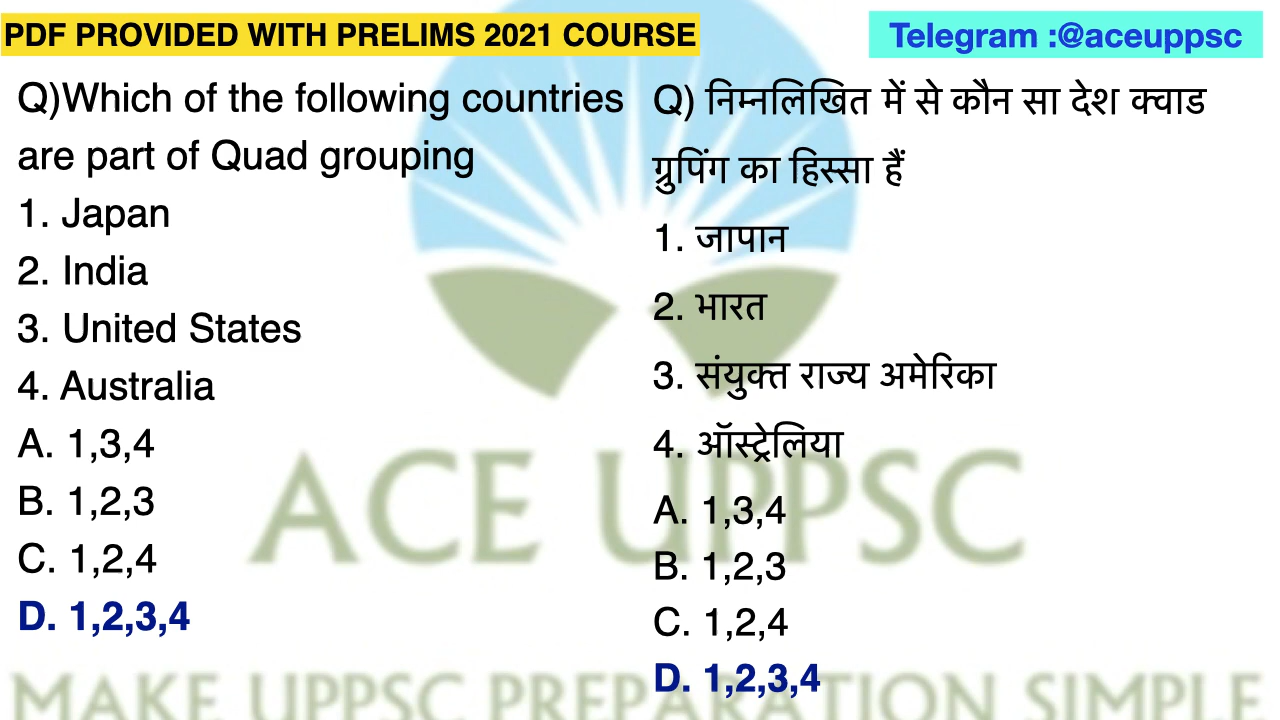 PDF PROVIDED WITH PRELIMS 2021 COURSE
Telegram :@aceuppsc
Q)Which of the following countries
are part of Quad grouping
1. Japan
2. India
3. United States
4. Australia
A. 1,3,4
B. 1,2,3
C. 1,2,4
D. 1,2,3,4
Q) निम्नलिखित में से कौन सा देश क्वाड
ग्रुपिंग का हिस्सा हैं
1. जापान
2. भारत
3. संयुक्त राज्य अमेरिका
4. ऑस्ट्रेलिया
A. 1,3,4
B. 1,2,3
C. 1,2,4
D. 1,2,3,4
ACE UPPSC
MAKE UPPSC PREPARATION SIMPLE